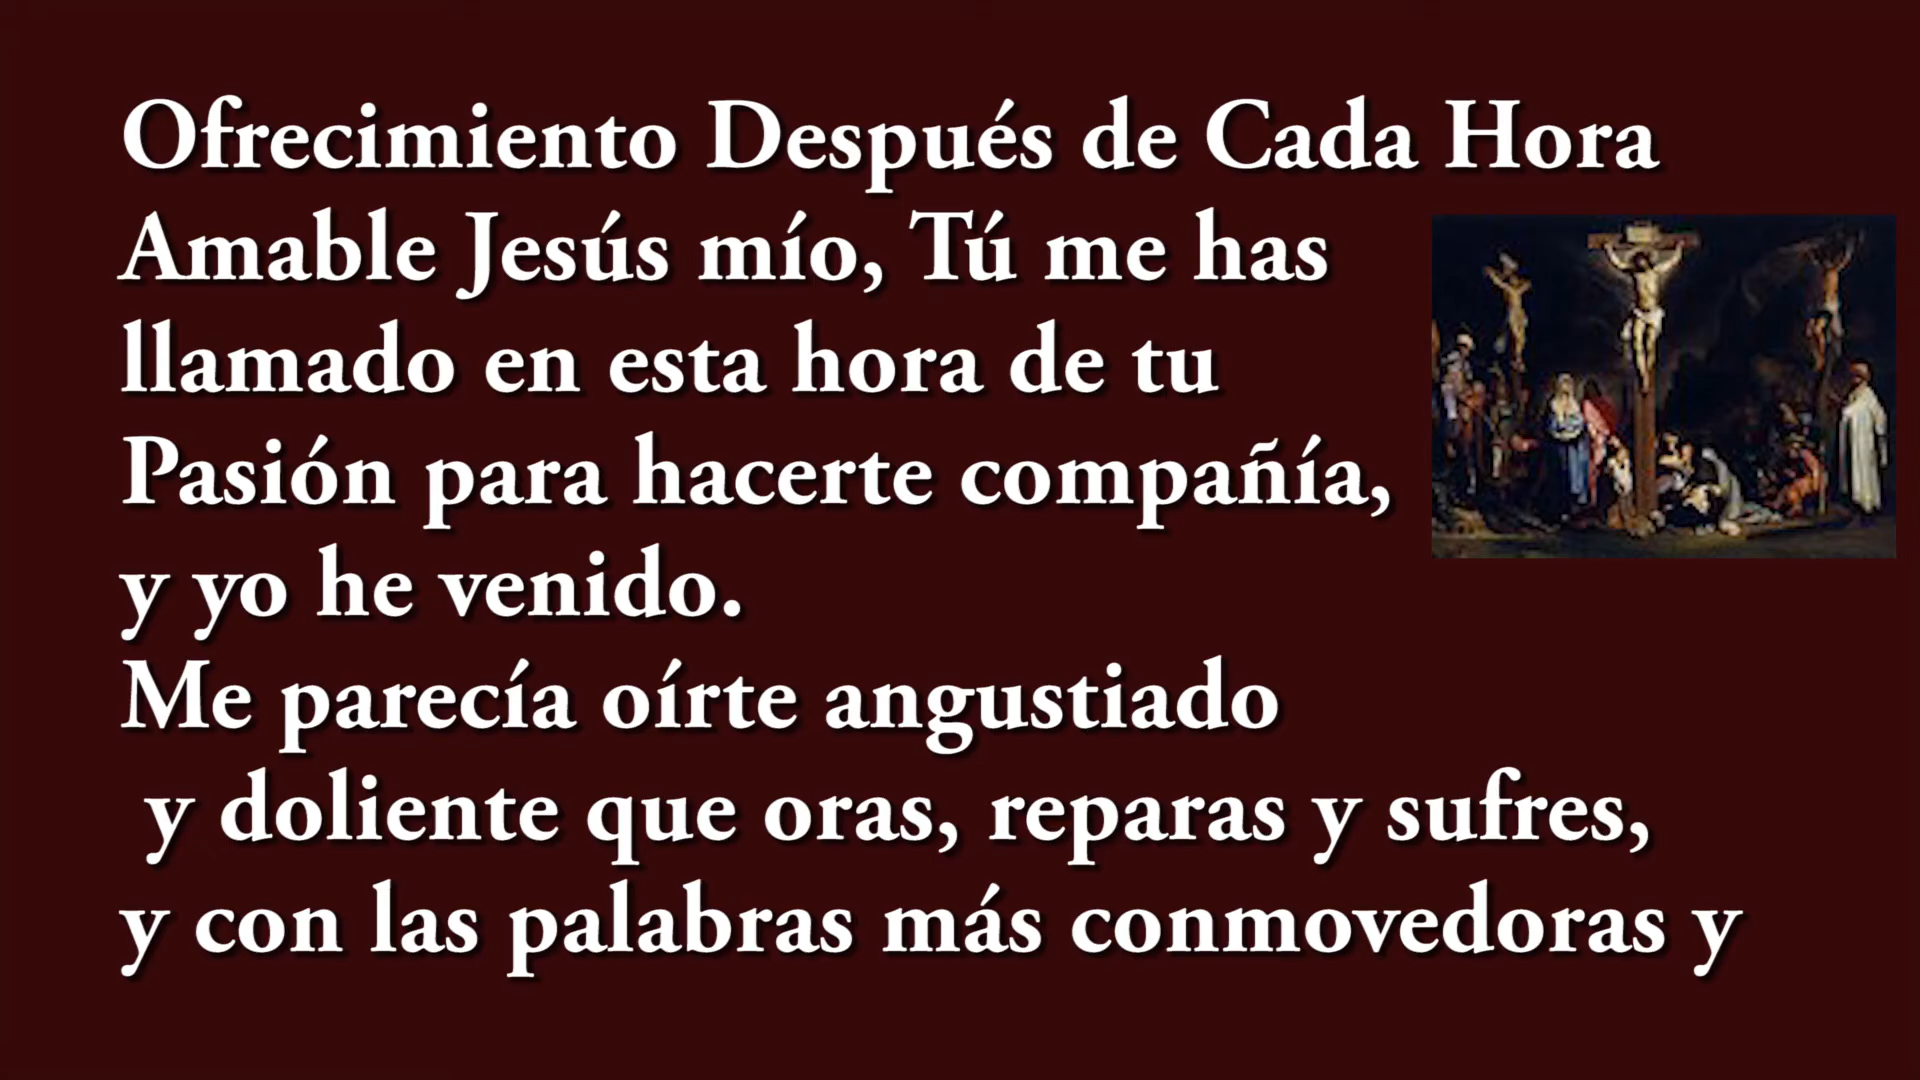 Ofrecimiento Después de Cada Hora
Amable Jesús mío, Tú me has
llamado en esta hora de tu
Pasión para hacerte compañía,
y yo he venido.
Me parecía oírte angustiado
y doliente que oras, reparas y sufres,
y con las palabras más conmovedoras y